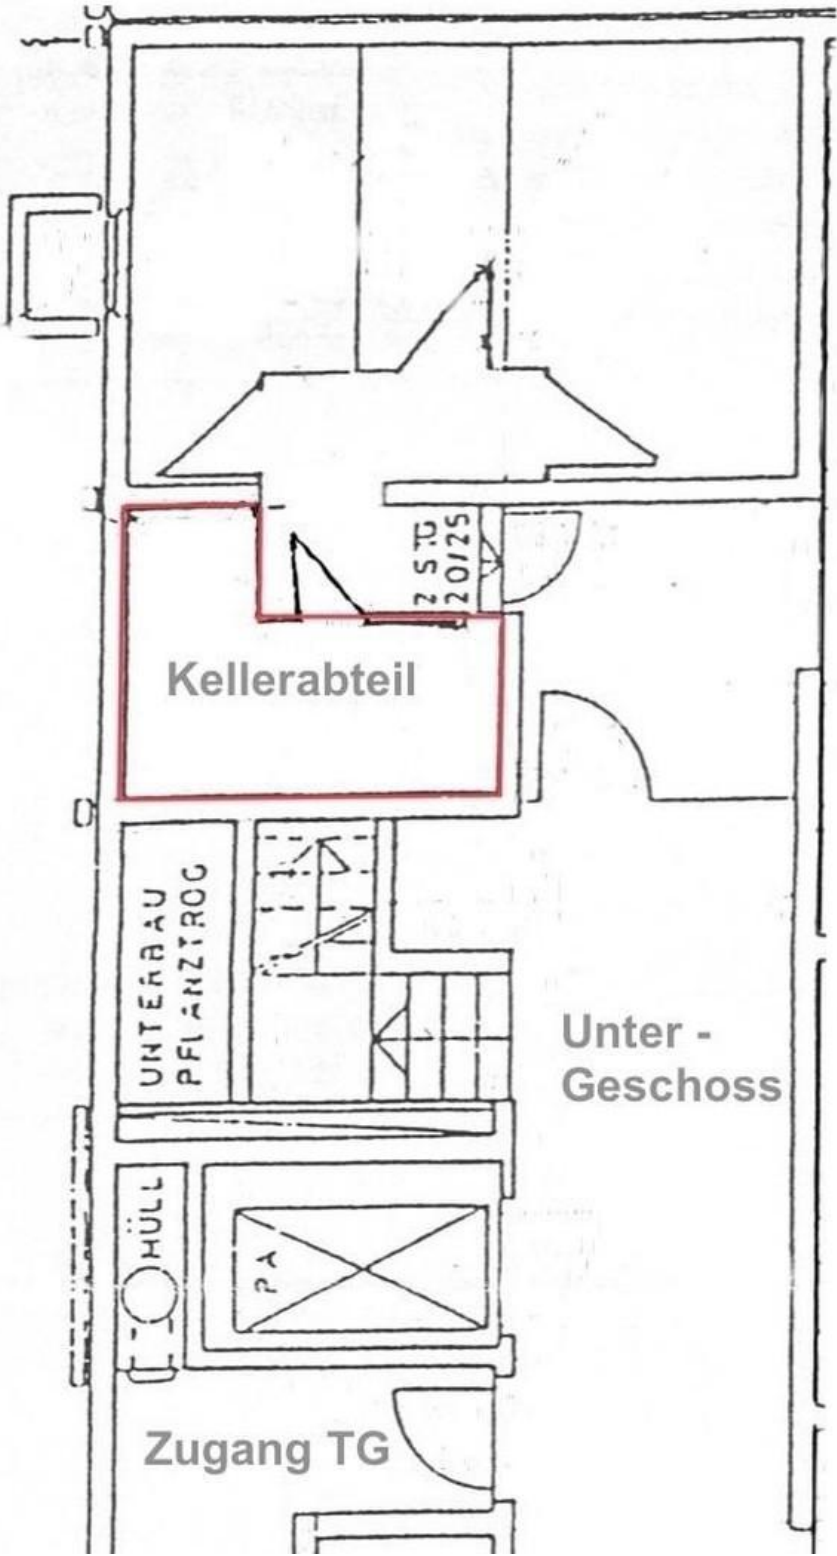 2 STG
20/25
Kellerabteil
UNTERBAU
PFLANZTROG
Unter -
Geschoss
MÜLL
PA
Zugang TG